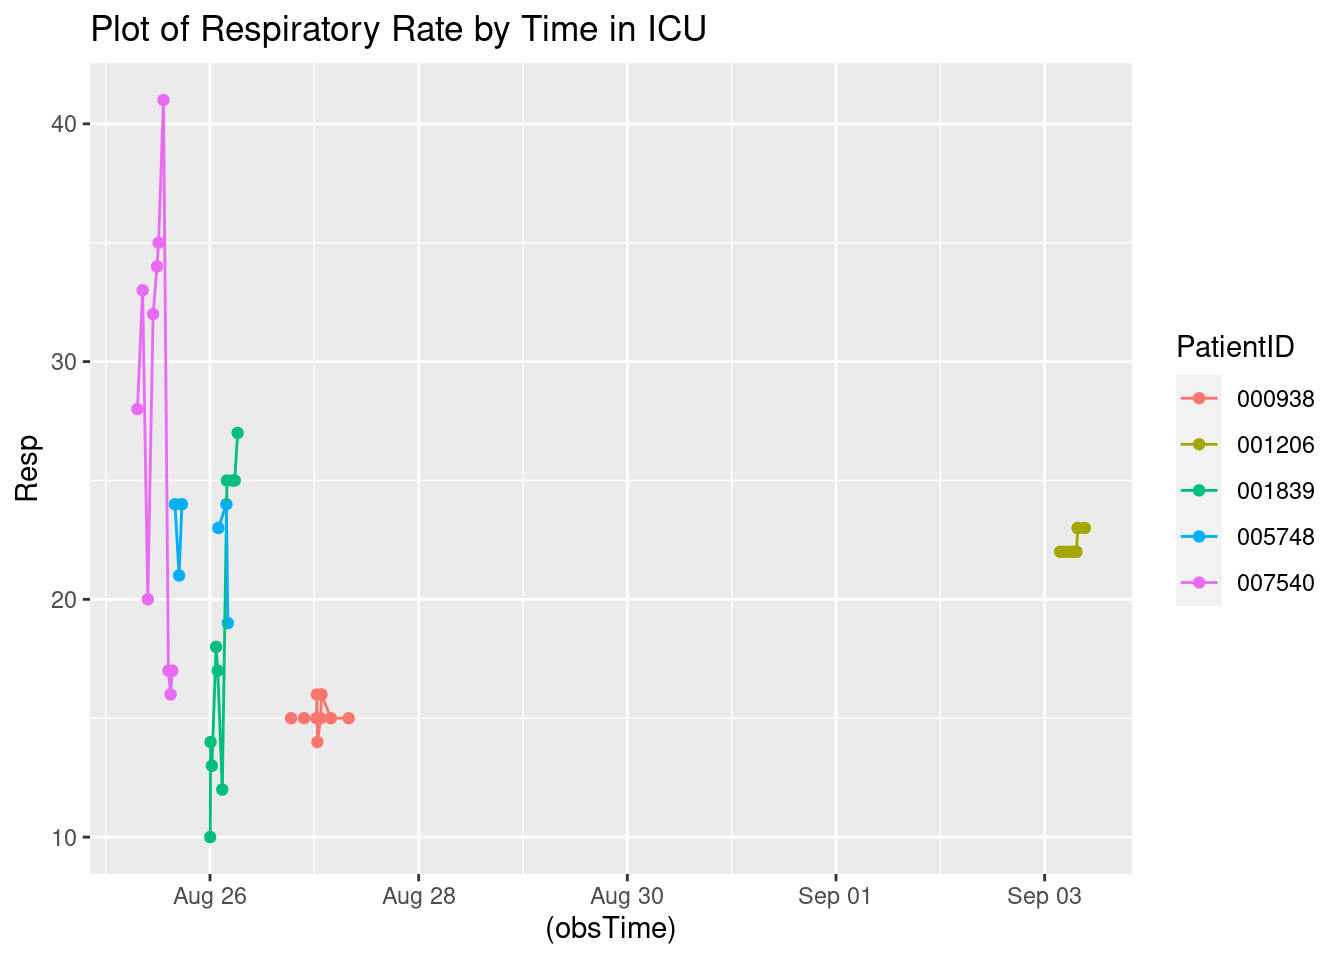 Plot of Respiratory Rate by Time in ICU
40
30
20
10
Resp
Aug 26
Aug 28
Aug 30
Sep 01
Sep 03
(obsTime)
PatientID
000938
001206
001839
005748
007540